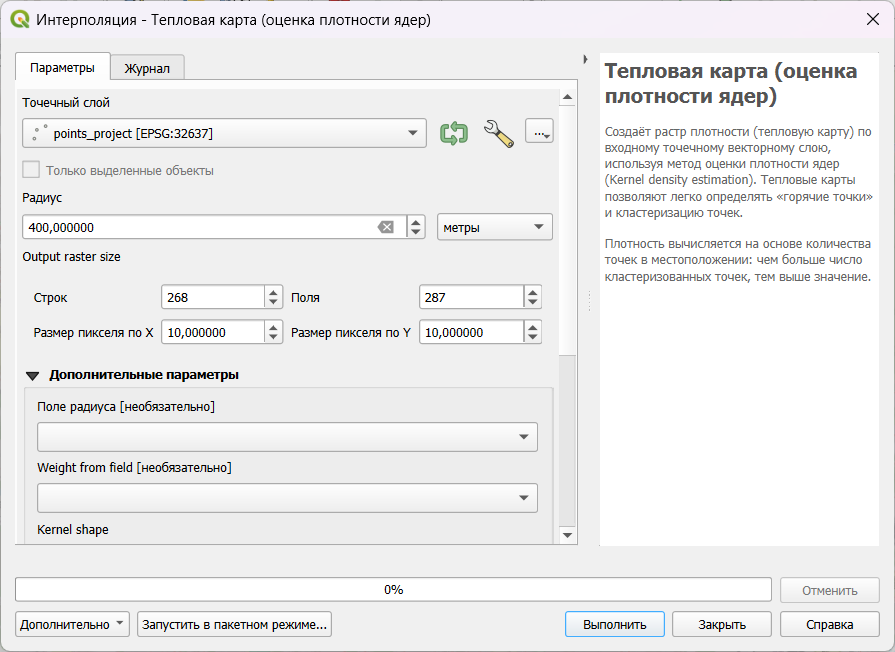 Интерполяция - Тепловая карта (оценка плотности ядер)
Параметры
Журнал
Точечный слой
points_project [EPSG:32637]
...
Только выделенные объекты
Радиус
400,000000
метры
Output raster size
Строк
268
Поля
287
Размер пикселя по X
10,000000
Размер пикселя по Y
10,000000
Дополнительные параметры
Поле радиуса [необязательно]
Weight from field [необязательно]
Kernel shape
Тепловая карта (оценка
плотности ядер)
Создаёт растр плотности (тепловую карту) по
входному точечному векторному слою,
используя метод оценки плотности ядер
(Kernel density estimation). Тепловые карты
позволяют легко определять «горячие точки»
и кластеризацию точек.
Плотность вычисляется на основе количества
точек в местоположении: чем больше число
кластеризованных точек, тем выше значение.
0%
Отменить
Дополнительно
Запустить в пакетном режиме...
Выполнить
Закрыть
Справка